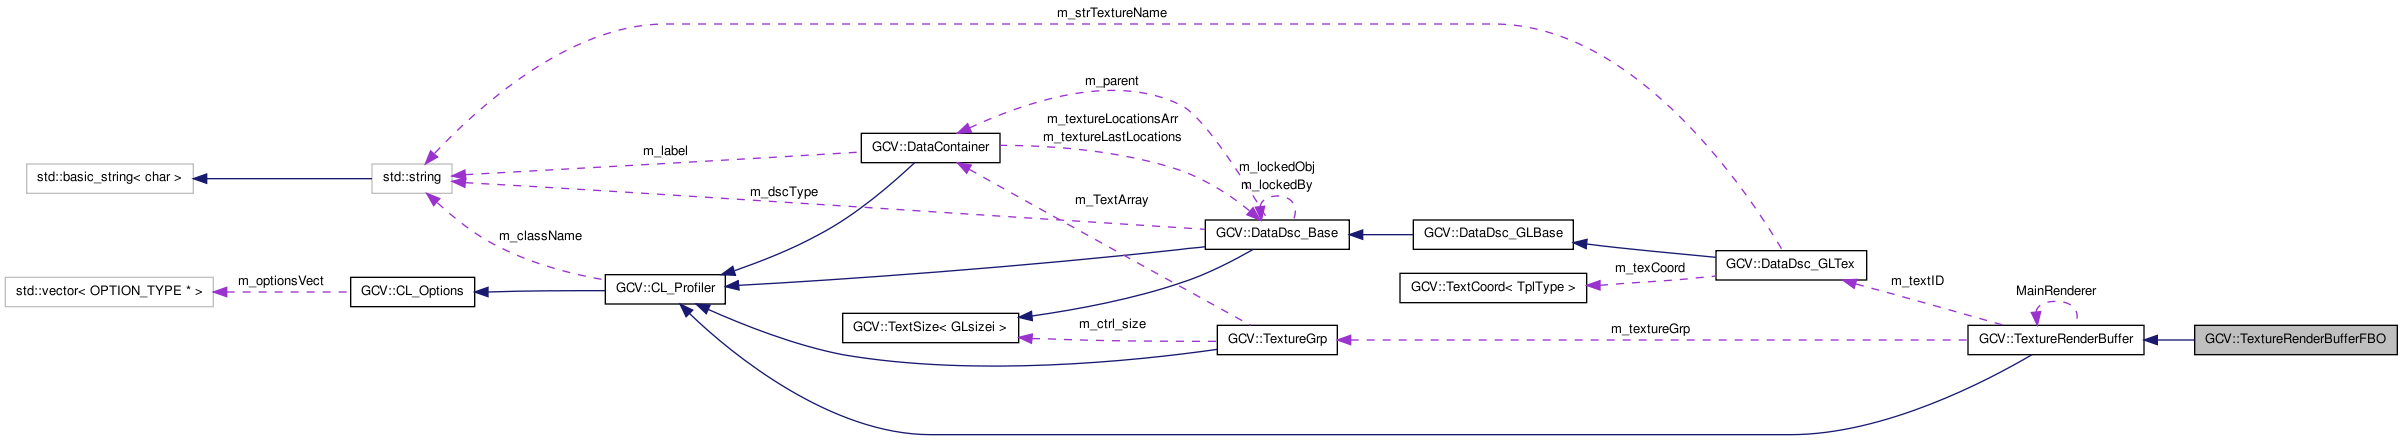 m_strTextureName
m_parent
m_textureLocationsArr
m_textureLastLocations
GCV::DataContainer
m_label
m_lockedObj
m_lockedBy
std::basic_string< char >
std::string
m_dscType
m_TextArray
m_className
GCV::DataDsc_Base
GCV::DataDsc_GLBase
GCV::DataDsc_GLTex
m_texCoord
m_optionsVect
std::vector< OPTION_TYPE * >
GCV::CL_Options
GCV::CL_Profiler
GCV::TextCoord< TplType >
m_textID
MainRenderer
GCV::TextSize< GLsizei >
m_ctrl_size
GCV::TextureGrp
m_textureGrp
GCV::TextureRenderBuffer
GCV::TextureRenderBufferFBO